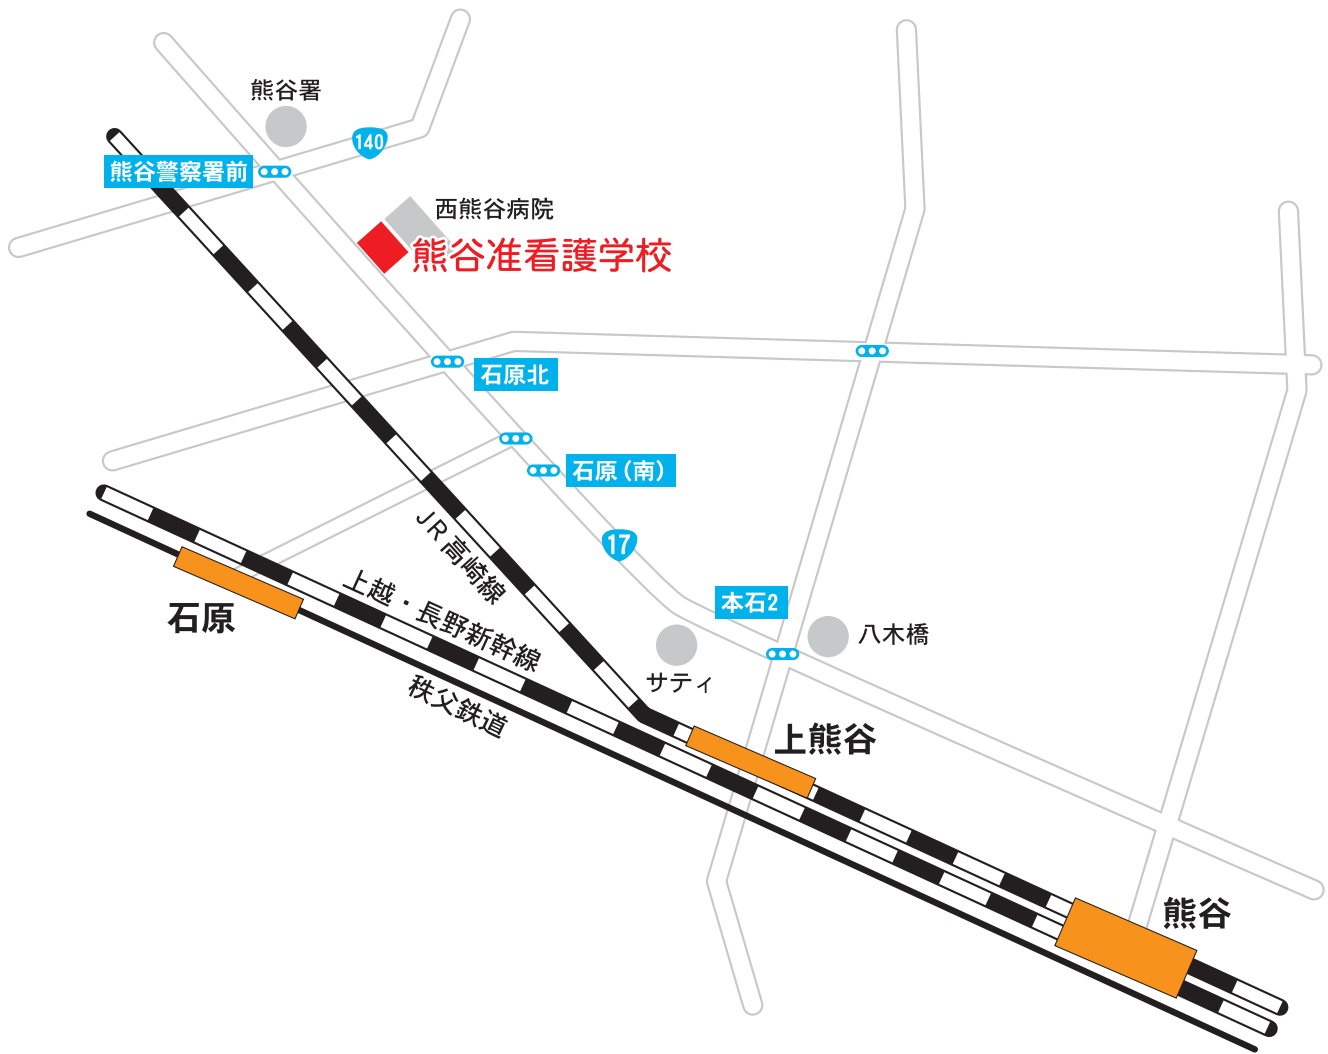 熊谷署
140
熊谷警察署前
西熊谷病院
熊谷准看護学校
石原北
石原（南）
JR高崎線
17
上越・長野新幹線
本石2
石原
八木橋
サティ
秩父鉄道
上熊谷
熊谷